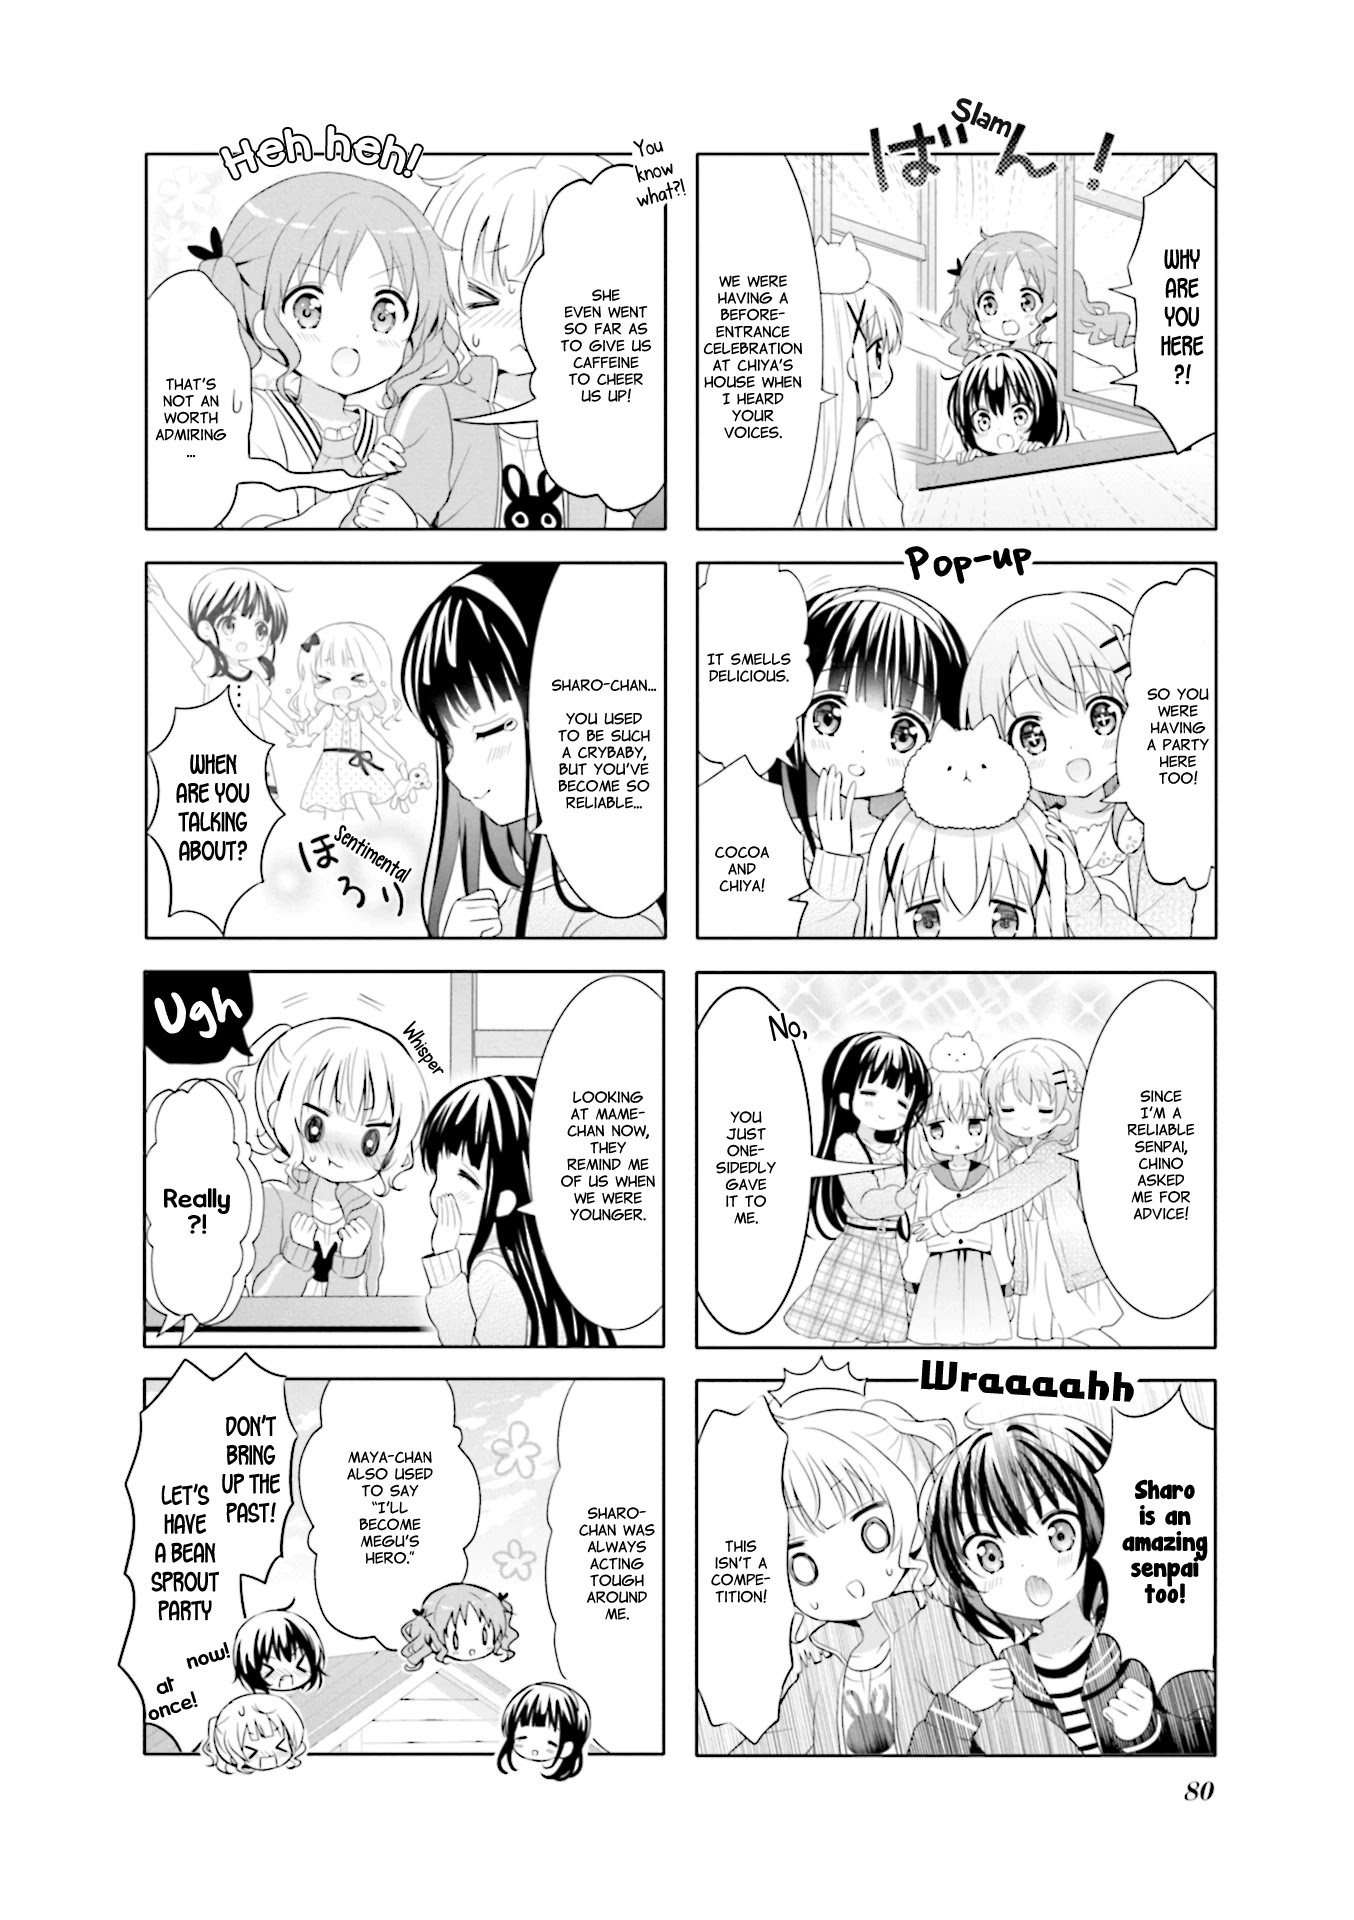 Slam
ばん!
WHY
ARE
YOU
HERE
?!
WE WERE
HAVING A
BEFORE-
ENTRANCE
CELEBRATION
AT CHIYA'S
HOUSE WHEN
I HEARD
YOUR
VOICES.
Pop-up
SO YOU
WERE
HAVING
A PARTY
HERE
TOO!
IT SMELLS
DELICIOUS.
COCOA
AND
CHIYA!
SINCE
I'M A
RELIABLE
SENPAI,
CHINO
ASKED
ME FOR
ADVICE!
No,
YOU
JUST
ONE-
SIDEDLY
GAVE
IT TO
ME.
Wraaaahh
Sharo
is an
amazing
senpai
too!
THIS
ISN'T A
COMPE-
TITION!
Heh heh!
You
know
what?!
SHE
EVEN WENT
SO FAR AS
TO GIVE US
CAFFEINE
TO CHEER
US UP!
THAT'S
NOT AN
WORTH
ADMIRING
...
SHARO-CHAN...
YOU USED
TO BE SUCH
A CRYBABY,
BUT YOU'VE
BECOME SO
RELIABLE...
Sentimental
ほろり
WHEN
ARE YOU
TALKING
ABOUT?
LOOKING
AT MAME-
CHAN NOW,
THEY
REMIND ME
OF US WHEN
WE WERE
YOUNGER.
Whisper
Ugh
Really
?!
SHARO-
CHAN WAS
ALWAYS
ACTING
TOUGH
AROUND
ME.
MAYA-CHAN
ALSO USED
TO SAY
"I'LL
BECOME
MEGU'S
HERO."
DON'T
BRING
UP THE
PAST!
LET'S
HAVE
A BEAN
SPROUT
PARTY
now!
at
once!
80